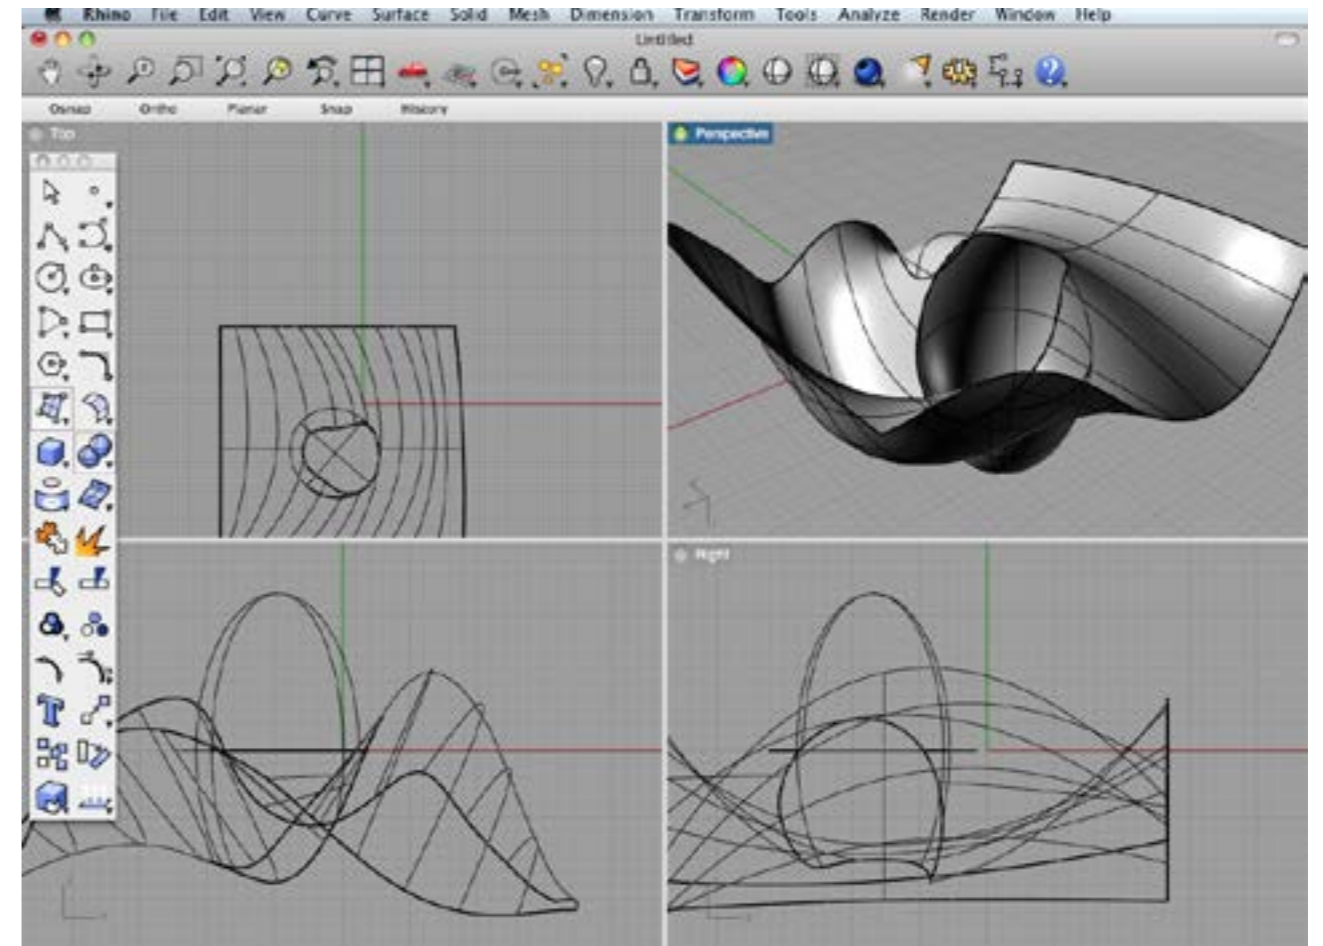 Rhino File Edit View Curve Surface Solid Mesh Dimension Transform Tools Analyze Render Window Help
Untitled
Osnap Ortho Planar Snap History
Top
Perspective
Right